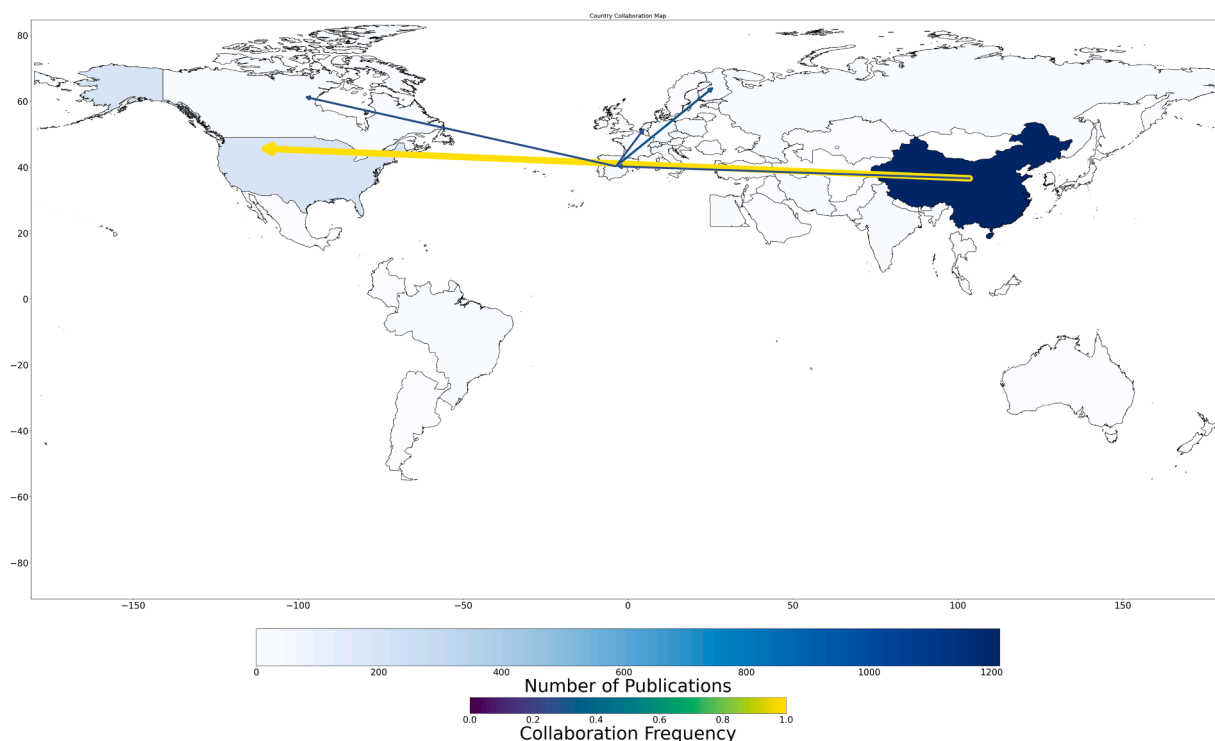 Country Collaboration Map
80
60
40
20
0
−20
−40
−60
−80
−150 −100 −50 0 50 100 150
0 200 400 600 800 1000 1200
Number of Publications
0.0 0.2 0.4 0.6 0.8 1.0
Collaboration Frequency